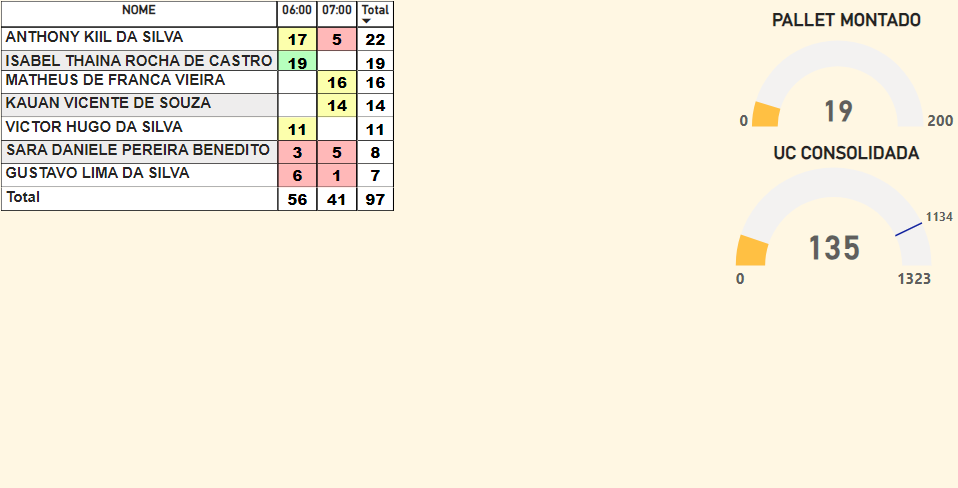 NOME 06:00 07:00 Total
ANTHONY KIIL DA SILVA 17 5 22
ISABEL THAINA ROCHA DE CASTRO 19 19
MATHEUS DE FRANCA VIEIRA 16 16
KAUAN VICENTE DE SOUZA 14 14
VICTOR HUGO DA SILVA 11 11
SARA DANIELE PEREIRA BENEDITO 3 5 8
GUSTAVO LIMA DA SILVA 6 1 7
Total 56 41 97
PALLET MONTADO
19
0 200
UC CONSOLIDADA
1134
135
0 1323